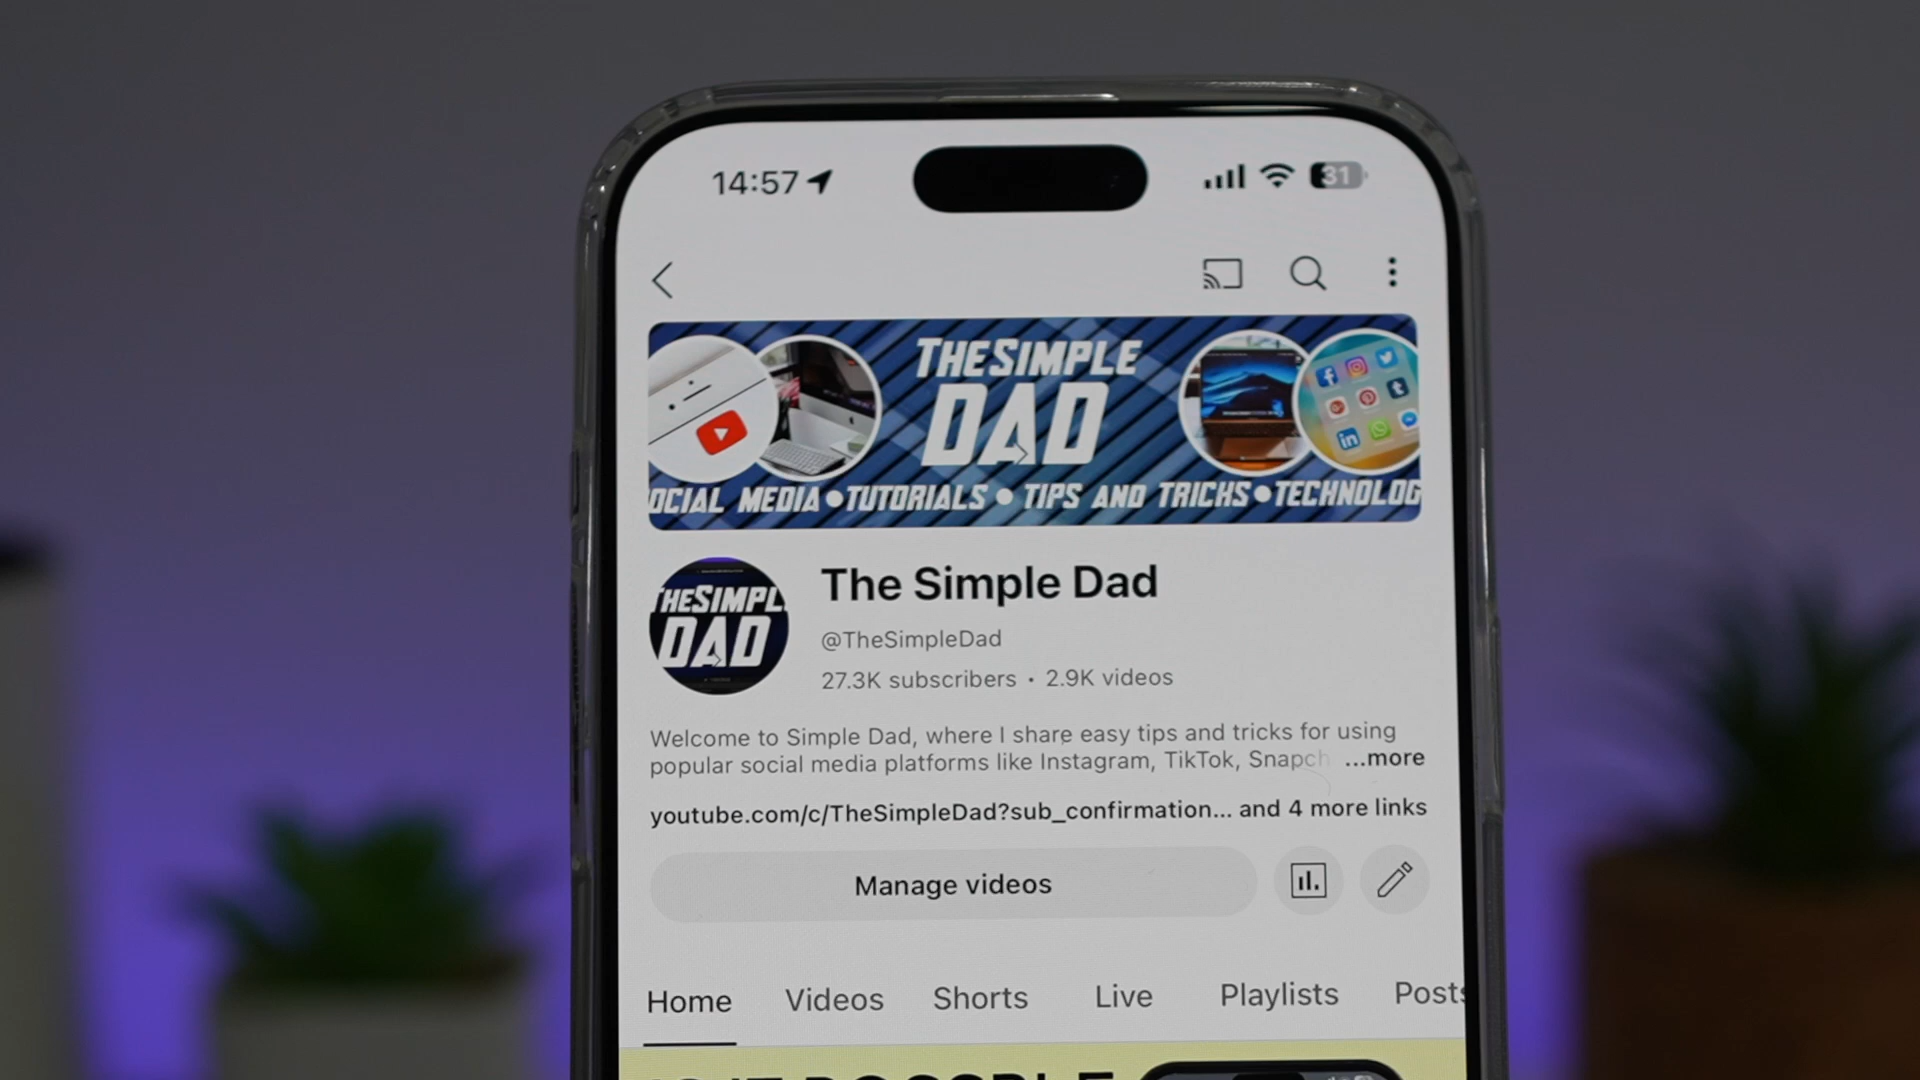 14:57
31
THE SIMPLE
DAD
OCIAL MEDIA●TUTORIALS ● TIPS AND TRICKS●TECHNOLOG
HESIMPL
DAD
The Simple Dad
@TheSimpleDad
27.3K subscribers • 2.9K videos
Welcome to Simple Dad, where I share easy tips and tricks for using
popular social media platforms like Instagram, TikTok, Snapch ...more
youtube.com/c/TheSimpleDad?sub_confirmation... and 4 more links
Manage videos
Home Videos Shorts Live Playlists Posts